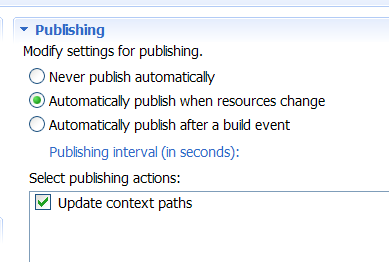 Publishing
Modify settings for publishing.
Never publish automatically
Automatically publish when resources change
Automatically publish after a build event
Publishing interval (in seconds):
Select publishing actions:
Update context paths